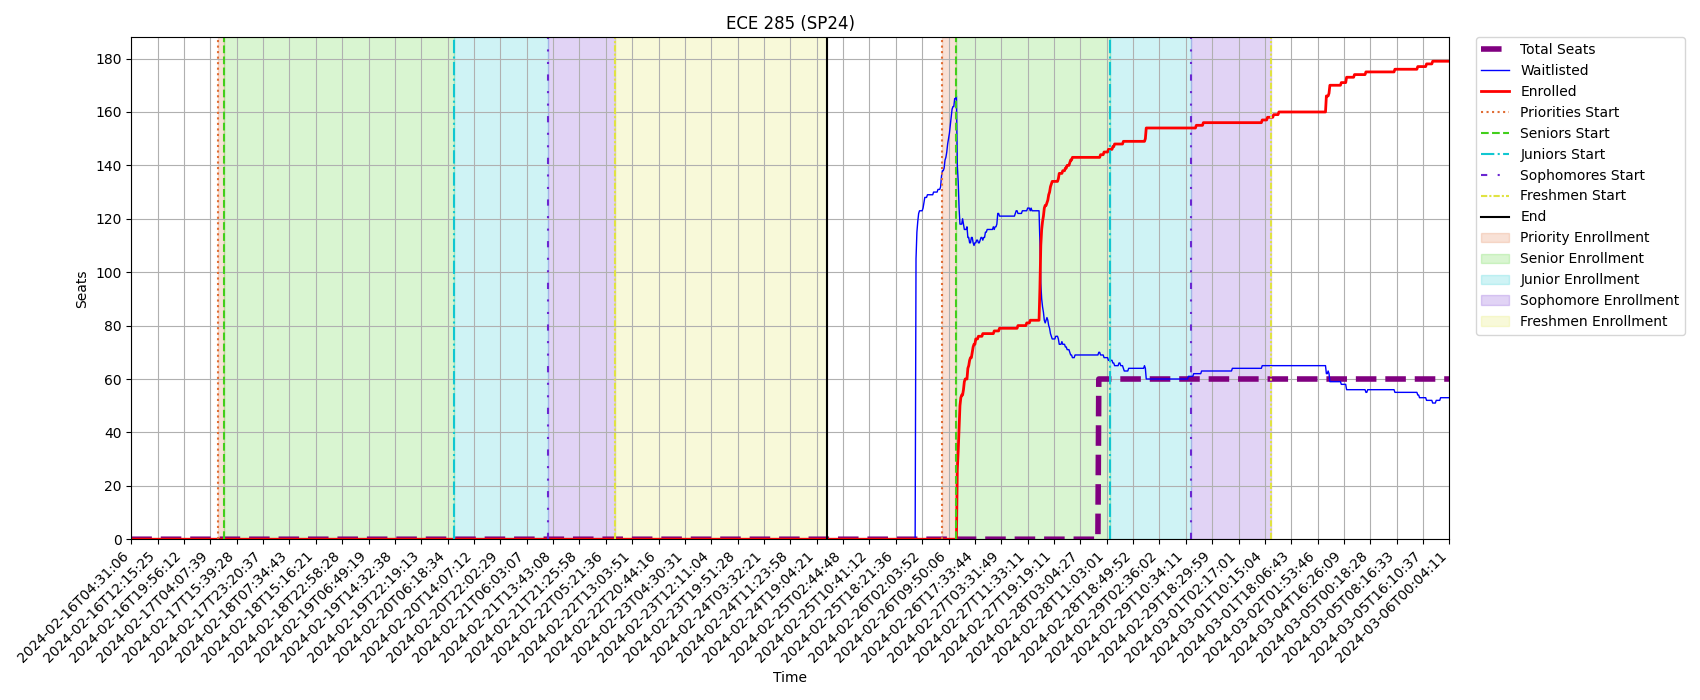 ECE 285 (SP24)
Seats
180
160
140
120
100
80
60
40
20
0
2024-02-16T04:31:06
2024-02-16T12:15:25
2024-02-16T19:56:12
2024-02-17T04:07:39
2024-02-17T15:39:28
2024-02-17T23:20:37
2024-02-18T07:34:43
2024-02-18T15:16:21
2024-02-18T22:58:28
2024-02-19T06:49:19
2024-02-19T14:32:38
2024-02-19T22:19:13
2024-02-20T06:18:34
2024-02-20T14:07:12
2024-02-20T22:02:29
2024-02-21T06:03:07
2024-02-21T13:43:08
2024-02-21T21:25:58
2024-02-22T05:21:36
2024-02-22T13:03:51
2024-02-22T20:44:16
2024-02-23T04:30:31
2024-02-23T12:11:04
2024-02-23T19:51:28
2024-02-24T03:32:21
2024-02-24T11:23:58
2024-02-24T19:04:21
2024-02-25T02:44:48
2024-02-25T10:41:12
2024-02-25T18:21:36
2024-02-26T02:03:52
2024-02-26T09:50:06
2024-02-26T17:33:44
2024-02-27T03:31:49
2024-02-27T11:33:11
2024-02-27T19:19:11
2024-02-28T03:04:27
2024-02-28T11:03:01
2024-02-28T18:49:52
2024-02-29T02:36:02
2024-02-29T10:34:11
2024-02-29T18:29:59
2024-03-01T02:17:01
2024-03-01T10:15:04
2024-03-01T18:06:43
2024-03-02T01:53:46
2024-03-04T16:26:09
2024-03-05T00:18:28
2024-03-05T08:16:33
2024-03-05T16:10:37
2024-03-06T00:04:11
Time
Total Seats
Waitlisted
Enrolled
Priorities Start
Seniors Start
Juniors Start
Sophomores Start
Freshmen Start
End
Priority Enrollment
Senior Enrollment
Junior Enrollment
Sophomore Enrollment
Freshmen Enrollment